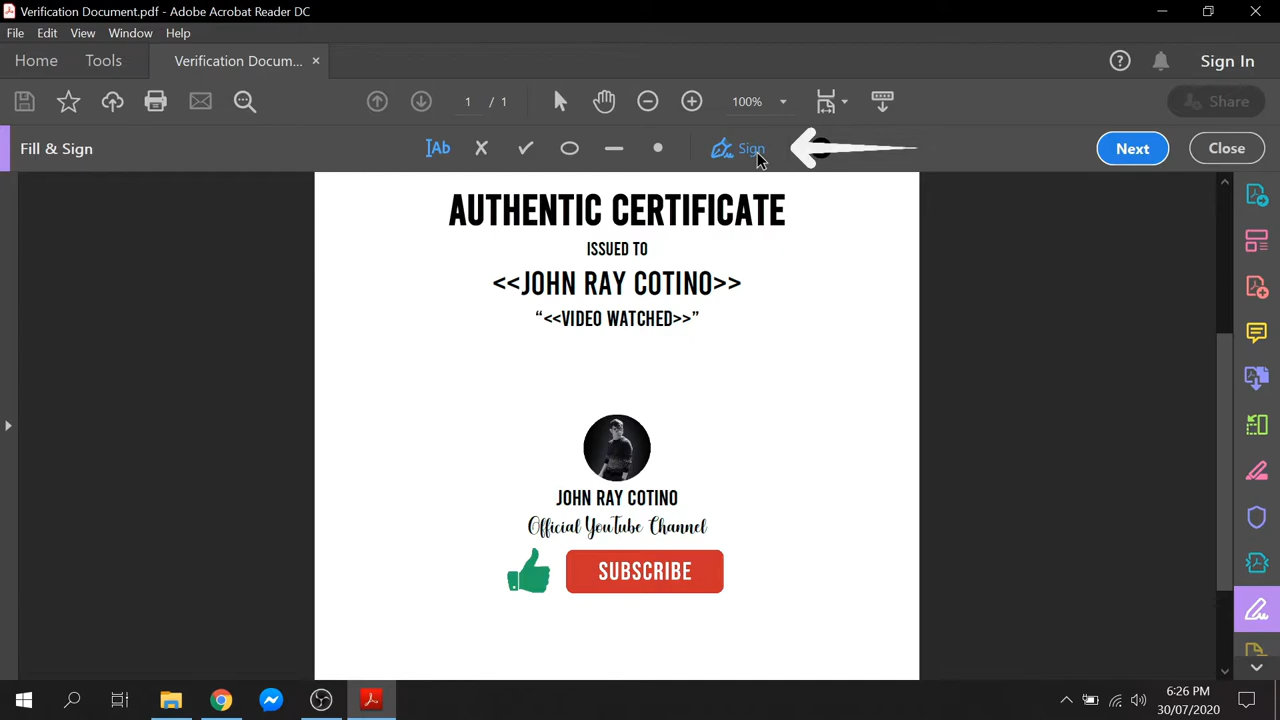 Verification Document.pdf - Adobe Acrobat Reader DC
File Edit View Window Help
Home Tools Verification Docum... × Sign In
1 / 1 100% Share
Fill & Sign Ab Sign Next Close
AUTHENTIC CERTIFICATE
ISSUED TO
<<JOHN RAY COTINO>>
“<<VIDEO WATCHED>>”
JOHN RAY COTINO
Official YouTube Channel
SUBSCRIBE
6:26 PM
30/07/2020